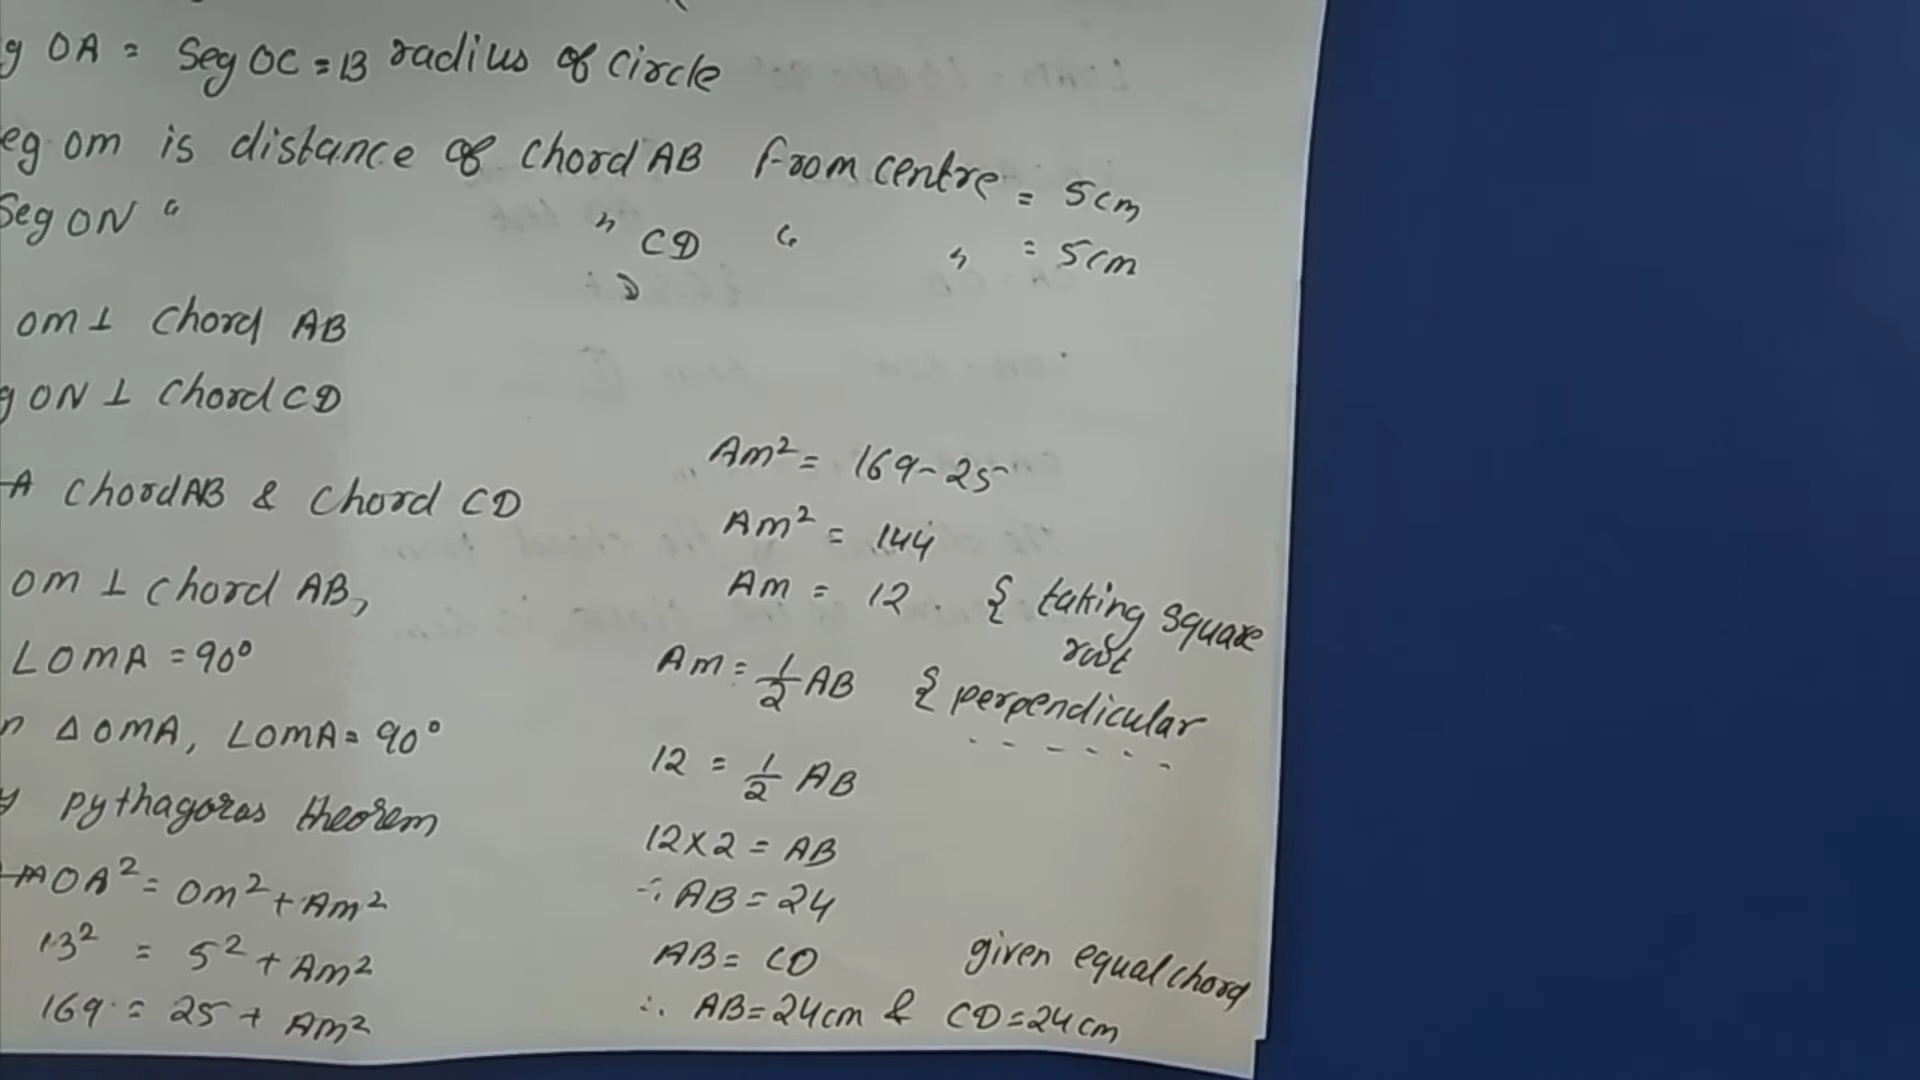 g OA = Seg OC = 13 radius of circle
eg om is distance of chord AB from centre = 5cm
Seg ON " " CD " " = 5cm
om ⊥ chord AB
g ON ⊥ chord CD
chord AB & chord CD
om ⊥ chord AB,
∠OMA = 90°
n ΔOMA, ∠OMA = 90°
y pythagoras theorem
OA² = om² + Am²
13² = 5² + Am²
169 = 25 + Am²
Am² = 169 - 25
Am² = 144
Am = 12 { taking square
root
Am = 1/2 AB { perpendicular
- - - - - -
12 = 1/2 AB
12 × 2 = AB
∴ AB = 24
AB = CD given equal chord
∴ AB = 24cm & CD = 24cm